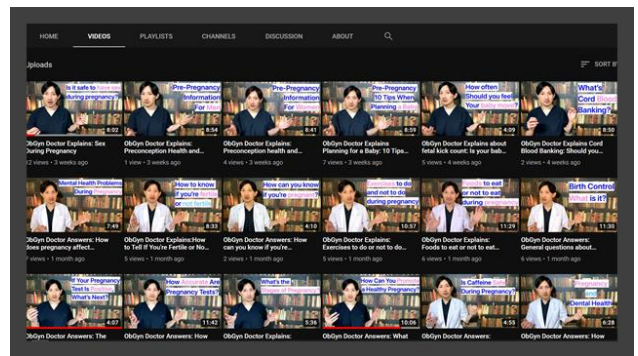 HOME VIDEOS PLAYLISTS CHANNELS DISCUSSION ABOUT
Uploads
SORT BY
Is it safe to have sex
during pregnancy?
8:02
Pre-Pregnancy
Information
For Men
8:54
Pre-Pregnancy
Information
For Women
8:41
Pre-Pregnancy
10 Tips When
Planning a Baby
8:59
How often
Should you feel
Your baby move?
4:09
What's
Cord Blood
Banking?
8:50
ObGyn Doctor Explains: Sex
During Pregnancy
views • 3 weeks ago
ObGyn Doctor Explains:
Preconception Health and...
1 view • 3 weeks ago
ObGyn Doctor Explains:
Preconception health and...
4 views • 3 weeks ago
ObGyn Doctor Explains
Planning for a Baby: 10 Tips...
7 views • 3 weeks ago
ObGyn Doctor Explains about
fetal kick count: Is your bab...
5 views • 4 weeks ago
ObGyn Doctor Explains Cord
Blood Banking: Should you...
2 views • 4 weeks ago
Mental Health Problems
During Pregnancy
7:49
How to know
if you're fertile
or not fertile
8:33
How can you know
if you're pregnant?
4:10
Exercises to do
and not to do
during pregnancy
10:57
Foods to eat
or not to eat
during pregnancy
11:29
Birth Control
What is it?
11:30
ObGyn Doctor Answers: How
does pregnancy affect...
7 views • 1 month ago
ObGyn Doctor Explains:How
to Tell If You're Fertile or No...
5 views • 1 month ago
ObGyn Doctor Answers: How
can you know if you're...
2 views • 1 month ago
ObGyn Doctor Explains:
Exercises to do or not to do...
5 views • 1 month ago
ObGyn Doctor Explains:
Foods to eat or not to eat...
6 views • 1 month ago
ObGyn Doctor Answers:
General questions about...
6 views • 1 month ago
If Your Pregnancy
Test Is Positive
What's Next?
4:07
How Accurate Are
Pregnancy Tests?
11:42
What's the
Stages of Pregnancy?
5:36
How Can You Promote
a Healthy Pregnancy?
10:06
Is Caffeine Safe
During Pregnancy?
4:55
Pregnancy
and
Dental Health
6:28
ObGyn Doctor Answers: The
ObGyn Doctor Answers: How
ObGyn Doctor Explains:
ObGyn Doctor Answers: What
ObGyn Doctor Answers:
ObGyn Doctor Answers: How